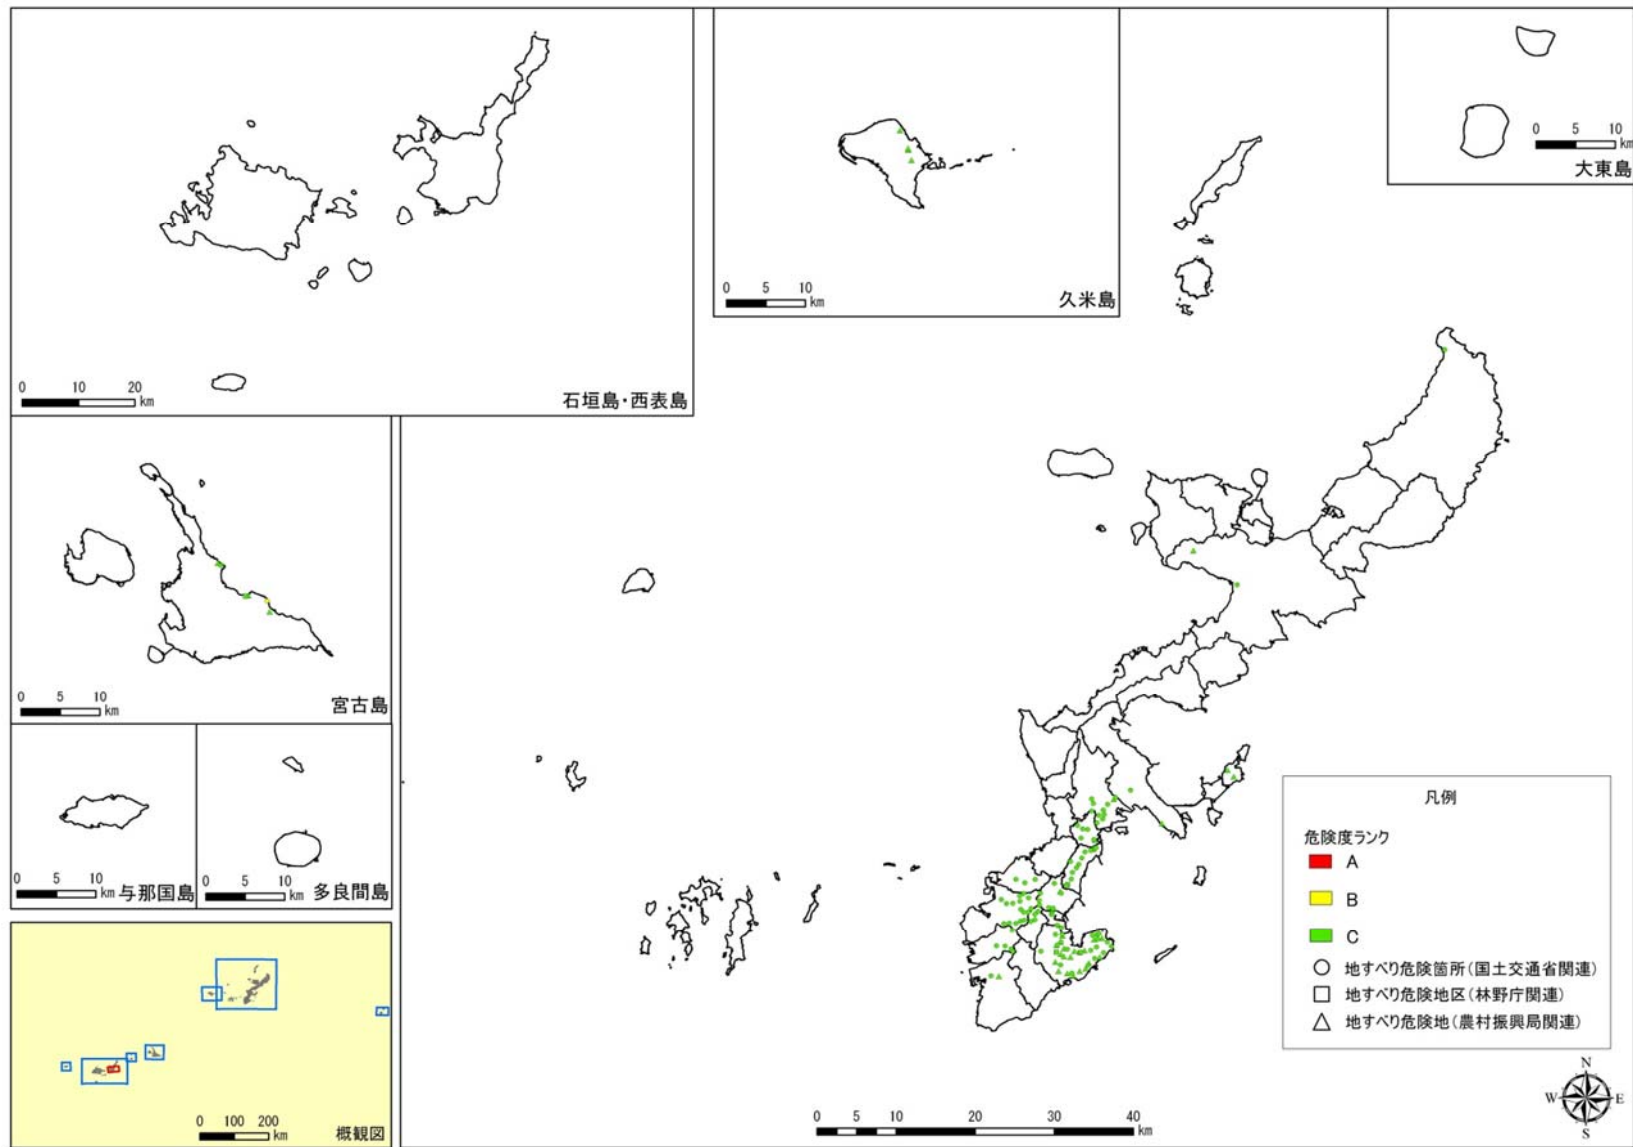 0 10 20
km
石垣島・西表島
0 5 10
km
久米島
0 5 10
km
大東島
0 5 10
km
宮古島
0 5 10
km
与那国島
0 5 10
km
多良間島
0 100 200
km
概観図
凡例
危険度ランク
A
B
C
地すべり危険箇所(国土交通省関連)
地すべり危険地区(林野庁関連)
地すべり危険地(農村振興局関連)
0 5 10 20 30 40
km
N
W E
S